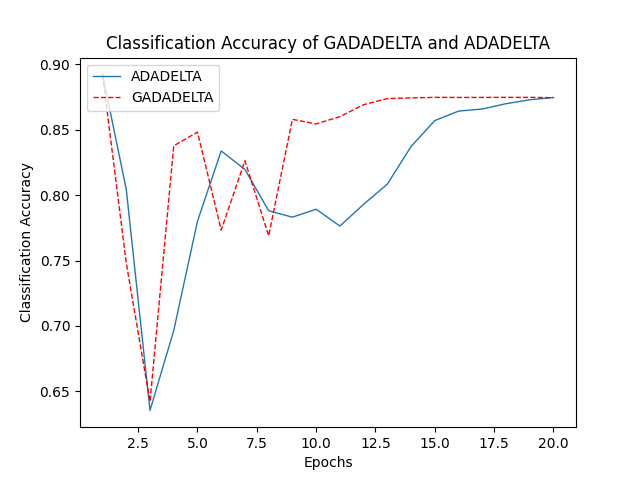 Classification Accuracy of GADADELTA and ADADELTA
ADADELTA
GADADELTA
0.90
0.85
0.80
0.75
0.70
0.65
Classification Accuracy
2.5 5.0 7.5 10.0 12.5 15.0 17.5 20.0
Epochs